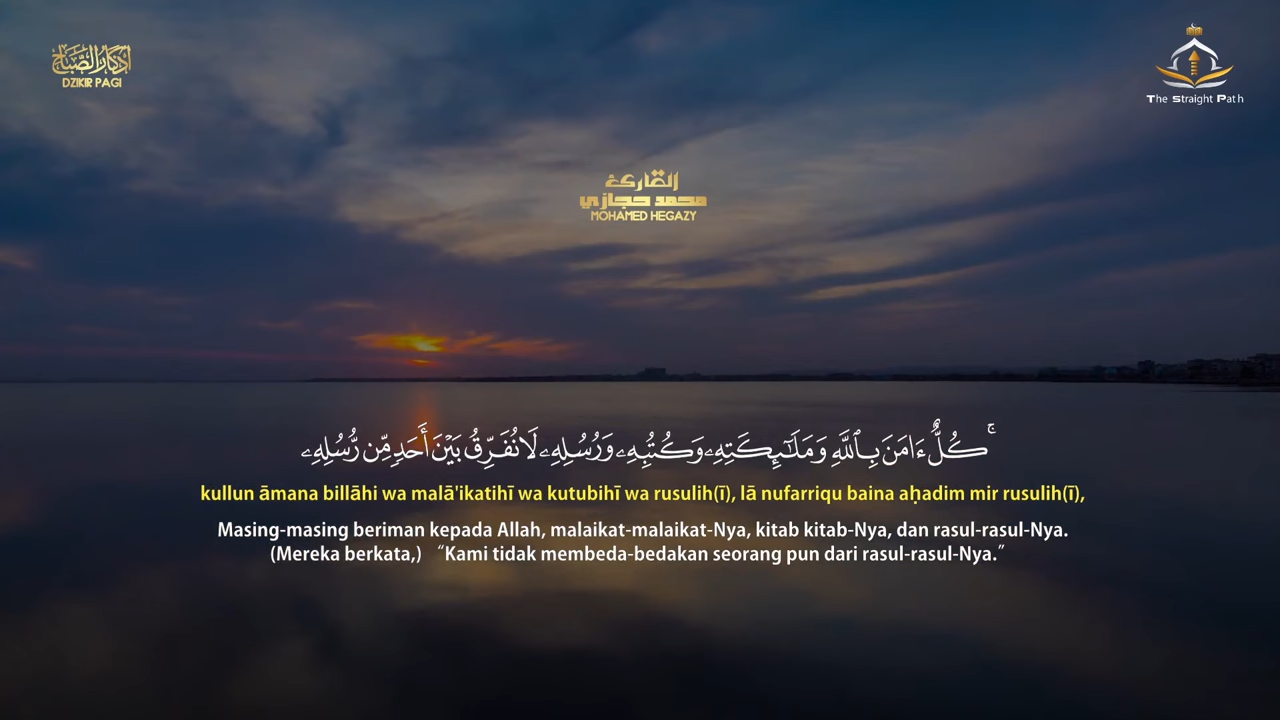 أذكار الصباح
DZIKIR PAGI
The Straight Path
القارئ
محمد حجازي
MOHAMED HEGAZY
ۚ كُلٌّ ءَامَنَ بِٱللَّهِ وَمَلَـٰٓئِكَتِهِۦ وَكُتُبِهِۦ وَرُسُلِهِۦ لَا نُفَرِّقُ بَيْنَ أَحَدٍۢ مِّن رُّسُلِهِۦ
kullun āmana billāhi wa malā'ikatihī wa kutubihī wa rusulih(ī), lā nufarriqu baina aḥadim mir rusulih(ī),
Masing-masing beriman kepada Allah, malaikat-malaikat-Nya, kitab kitab-Nya, dan rasul-rasul-Nya.
(Mereka berkata,) “Kami tidak membeda-bedakan seorang pun dari rasul-rasul-Nya.”